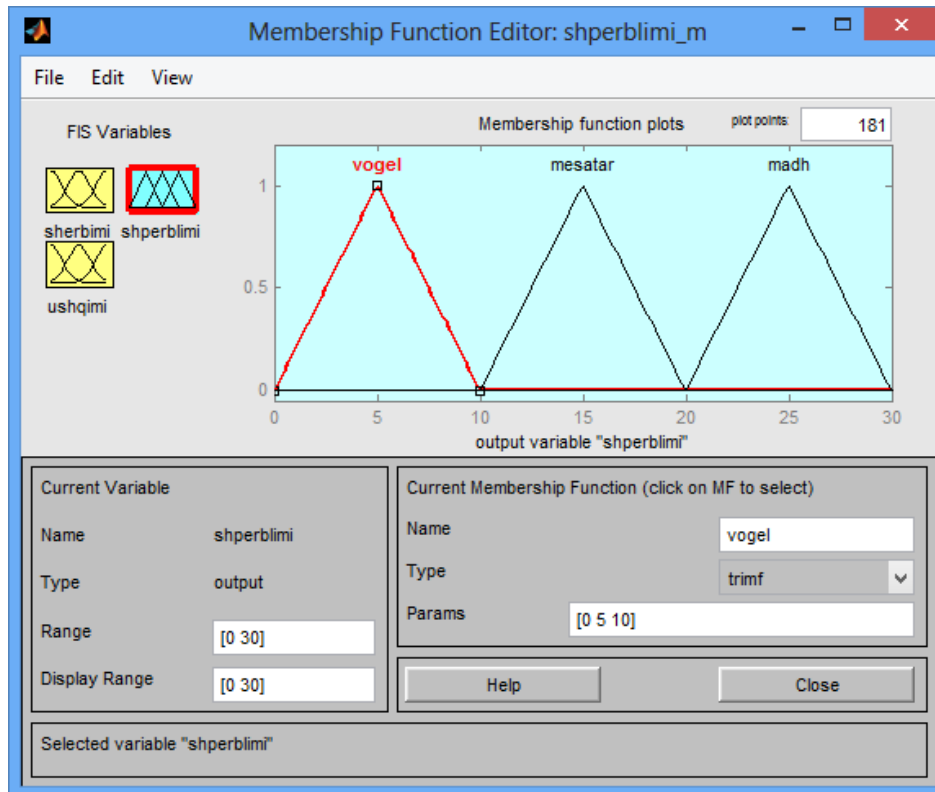 Membership Function Editor: shperblimi_m
File Edit View
FIS Variables
Membership function plots
plot points:
181
sherbimi
shperblimi
ushqimi
vogel
mesatar
madh
1
0.5
0
0 5 10 15 20 25 30
output variable "shperblimi"
Current Variable
Name shperblimi
Type output
Range [0 30]
Display Range [0 30]
Current Membership Function (click on MF to select)
Name vogel
Type trimf
Params [0 5 10]
Help Close
Selected variable "shperblimi"